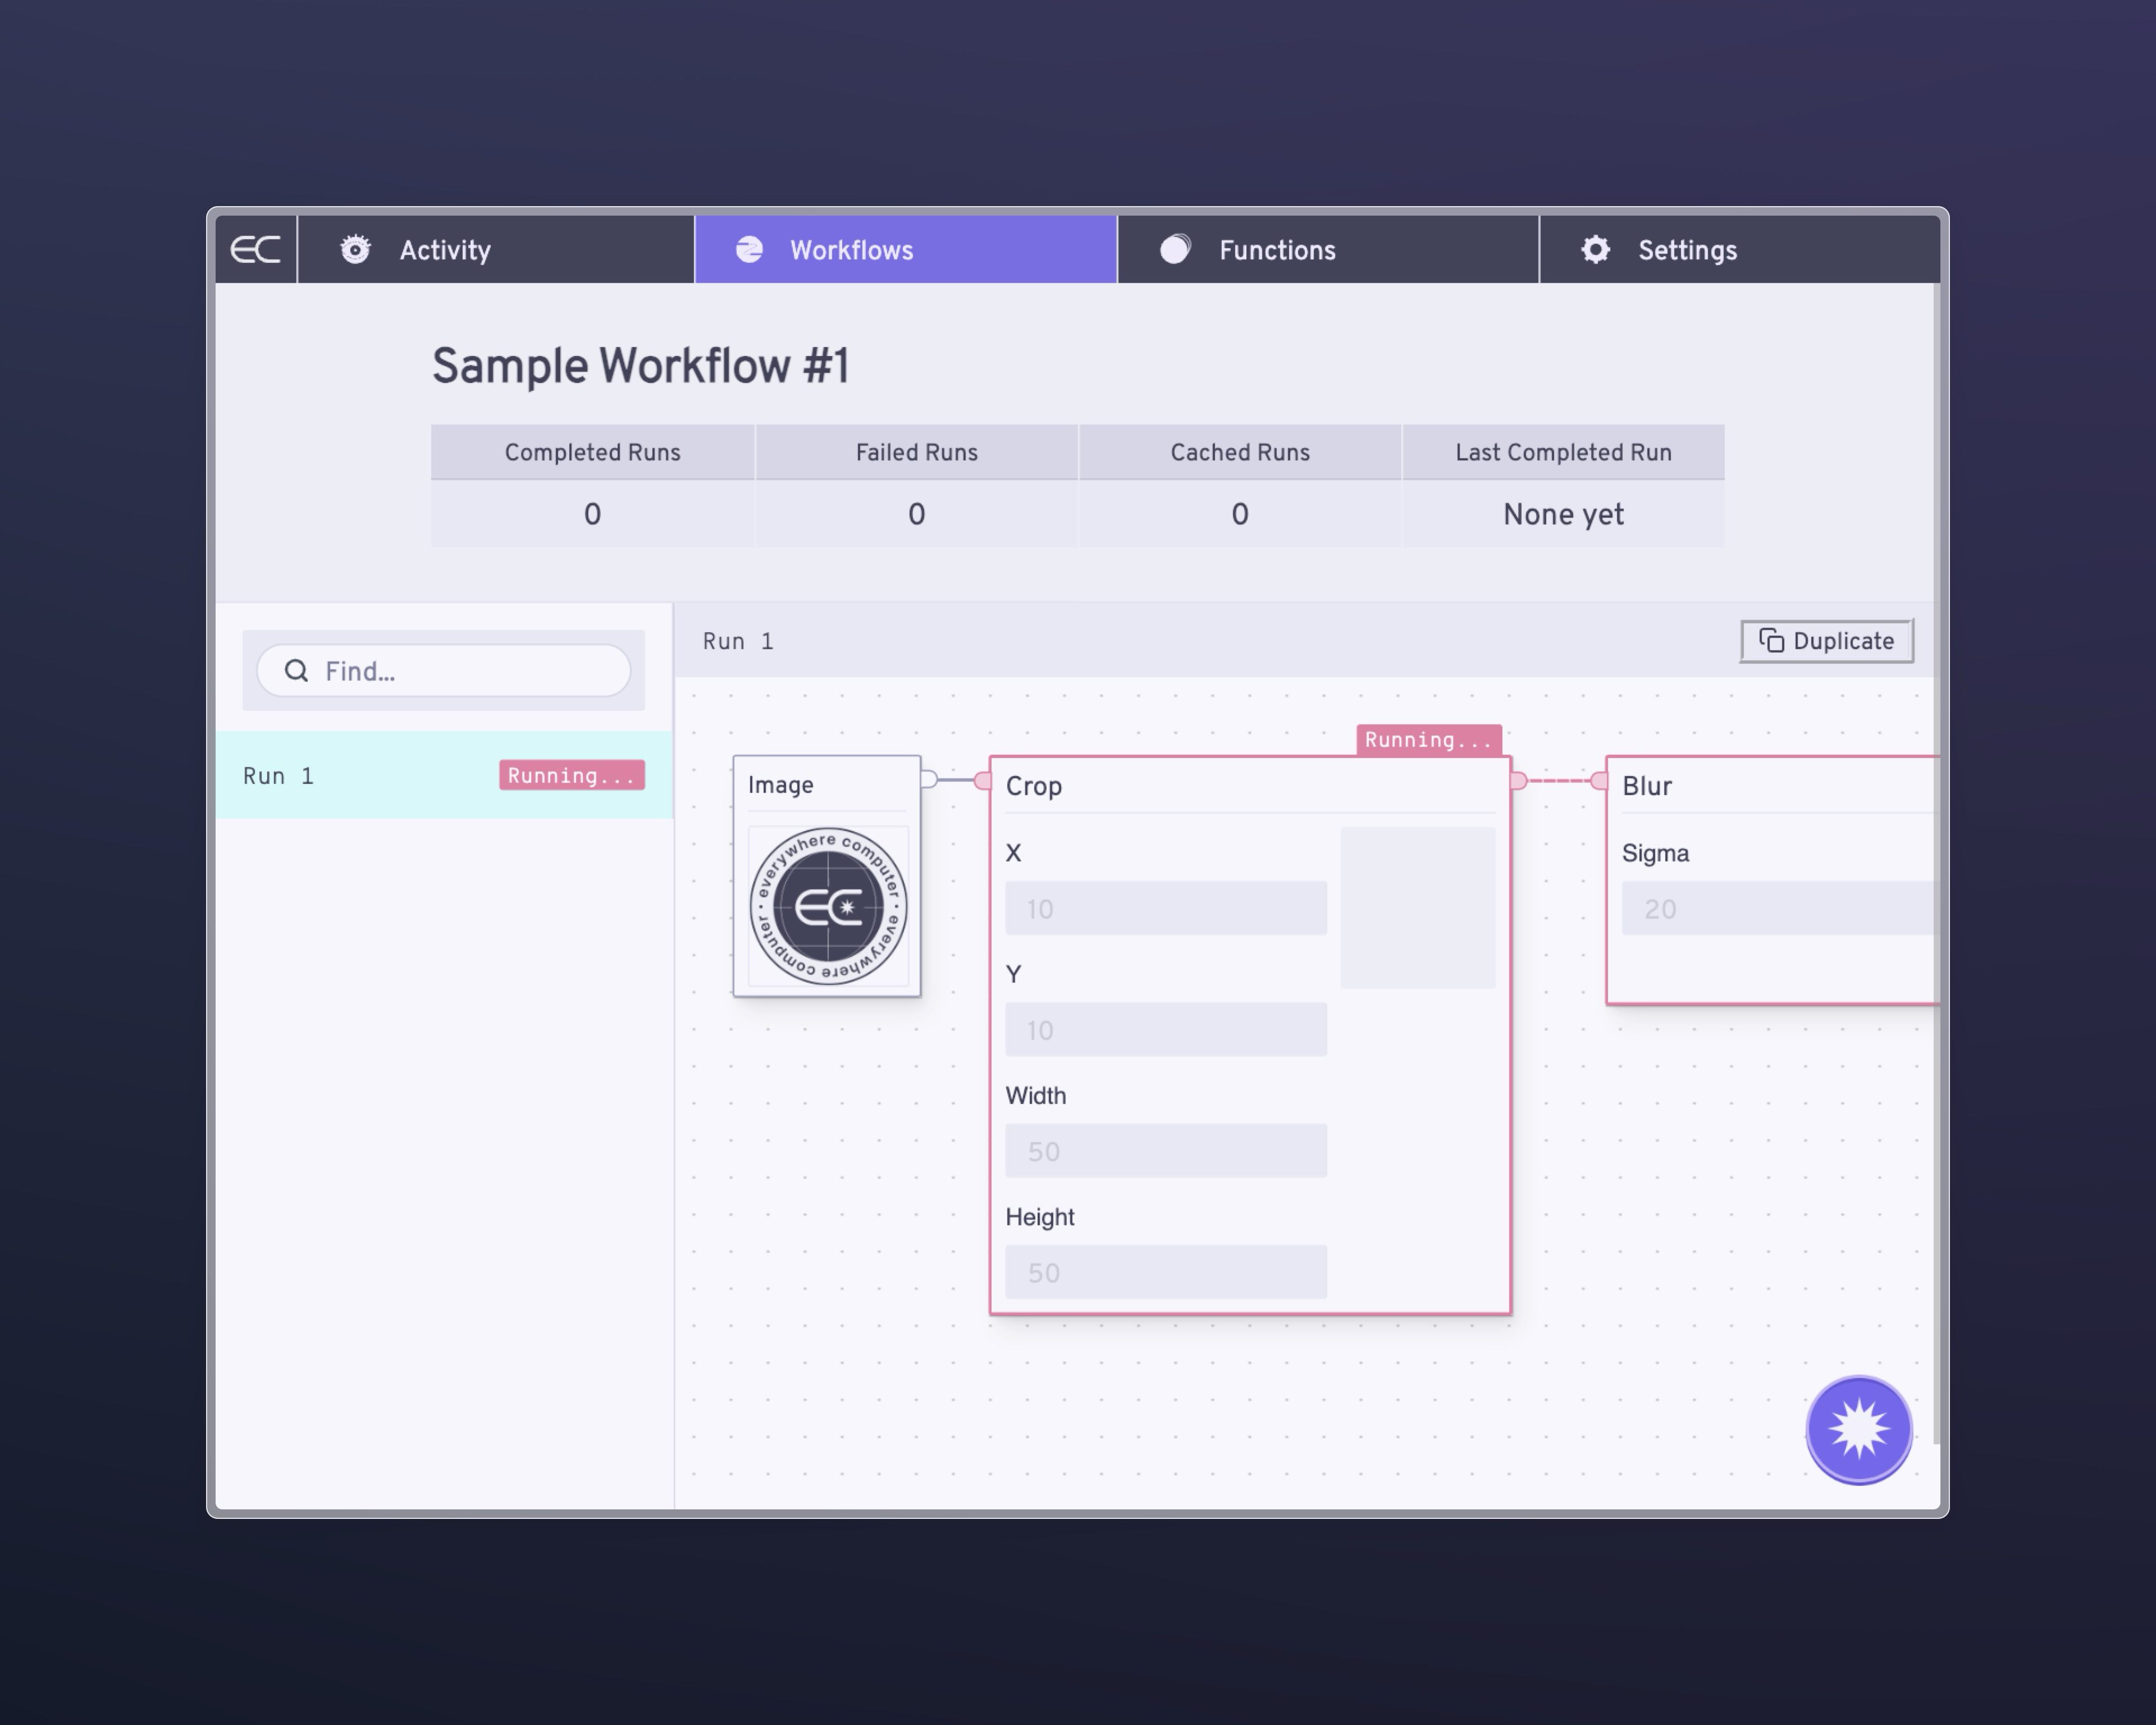 EC
Activity
Workflows
Functions
Settings
Sample Workflow #1
Completed Runs
Failed Runs
Cached Runs
Last Completed Run
0
0
0
None yet
Find...
Run 1
Running...
Run 1
Duplicate
Image
everywhere computer • everywhere computer •
EC
Running...
Crop
X
10
Y
10
Width
50
Height
50
Blur
Sigma
20